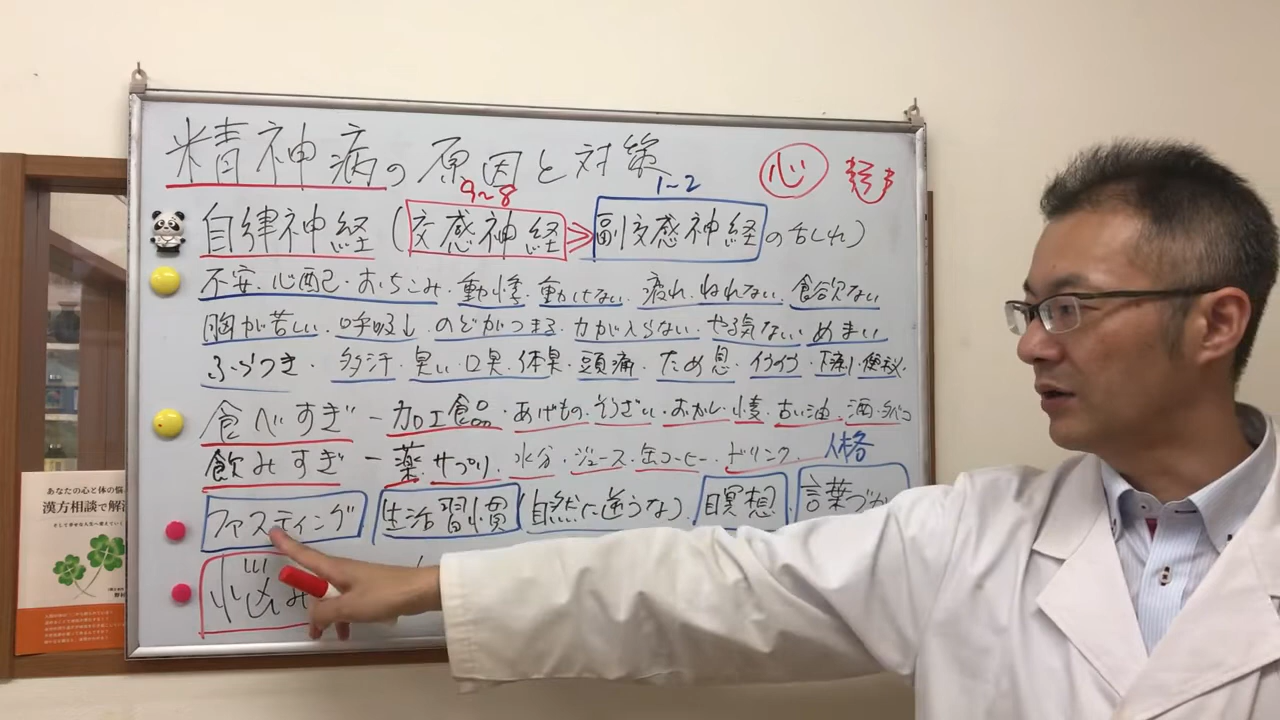 精神病の原因と対策
心
9~8
1~2
自律神経(交感神経⇒副交感神経の乱れ)
不安・心配・おちこみ・動悸・動けない・疲れ・ねれない・食欲ない
胸が苦しい・呼吸↓・のどがつまる・力が入らない・やる気ない・めまい
ふらつき・多汗・臭い・口臭・体臭・頭痛・ため息・イライラ・下痢・便秘・
食べすぎー加工食品・あげもの・そうざい・おかし・小麦・古い油・酒・タバコ
飲みすぎー薬・サプリ・水分・ジュース・缶コーヒー・ドリンク
人格
ファスティング・生活習慣(自然に逆うな)・瞑想・言葉づか
悩み
あなたの心と体の悩
漢方相談で解